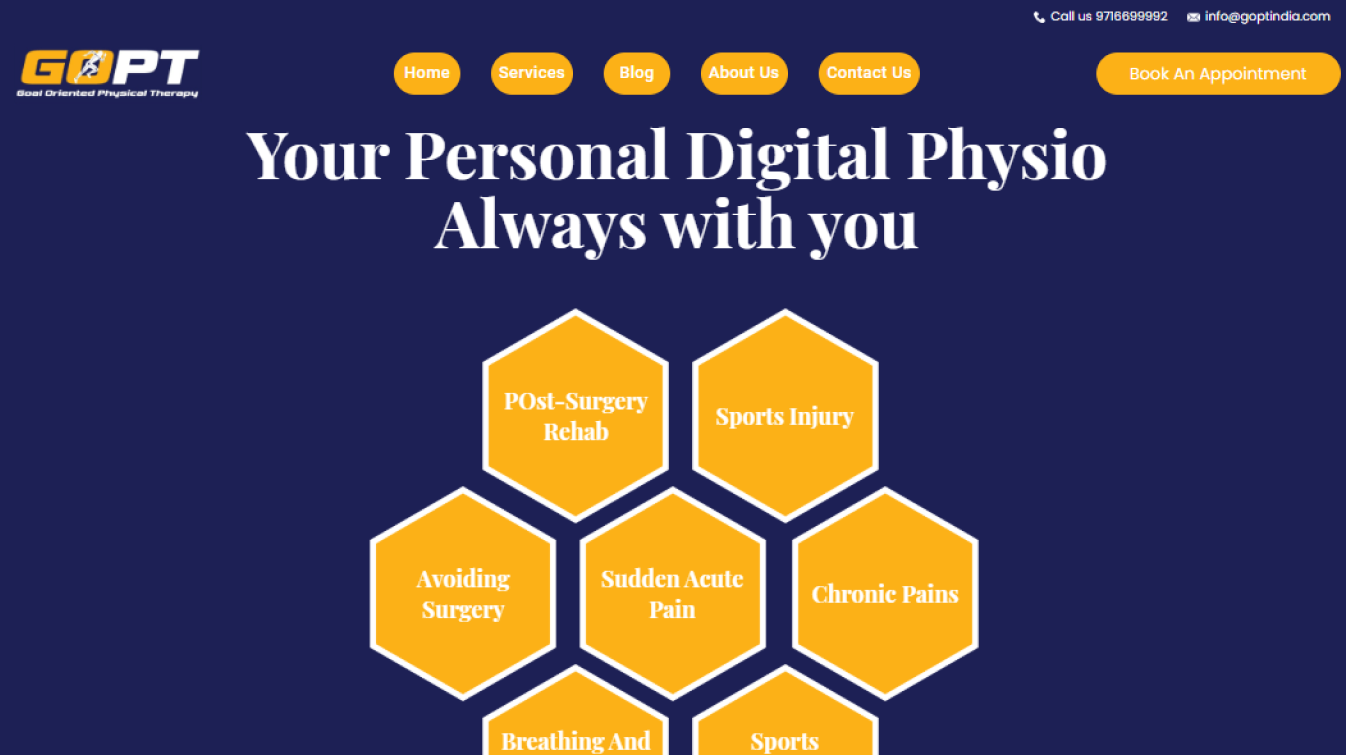 Call us 9716699992 info@goptindia.com
GOPT
Goal Oriented Physical Therapy
Home Services Blog About Us Contact Us Book An Appointment
Your Personal Digital Physio
Always with you
POst-Surgery
Rehab
Sports Injury
Avoiding
Surgery
Sudden Acute
Pain
Chronic Pains
Breathing And
Sports